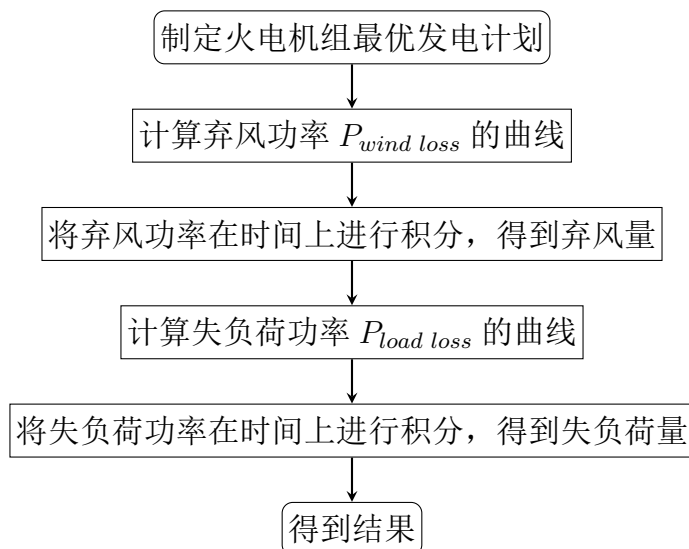 制定火电机组最优发电计划
计算弃风功率 P_{wind loss} 的曲线
将弃风功率在时间上进行积分，得到弃风量
计算失负荷功率 P_{load loss} 的曲线
将失负荷功率在时间上进行积分，得到失负荷量
得到结果